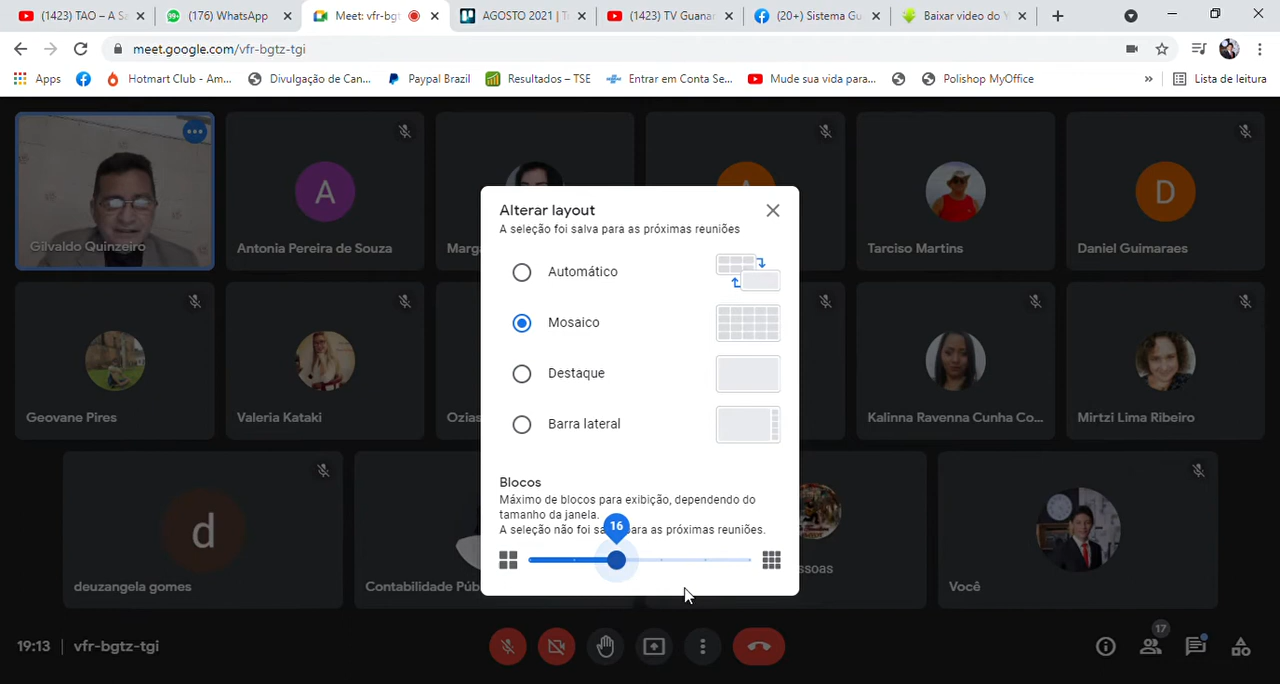 (1423) TAO – A Sa
(176) WhatsApp
Meet: vfr-bgt
AGOSTO 2021 | T
(1423) TV Guanar
(20+) Sistema Gu
Baixar video do Y
meet.google.com/vfr-bgtz-tgi
Apps
Hotmart Club - Am...
Divulgação de Can...
Paypal Brazil
Resultados – TSE
Entrar em Conta Se...
Mude sua vida para...
Polishop MyOffice
»
Lista de leitura
Gilvaldo Quinzeiro
A
Antonia Pereira de Souza
Marga
Tarciso Martins
D
Daniel Guimaraes
Geovane Pires
Valeria Kataki
Ozias
Kalinna Ravenna Cunha Co...
Mirtzi Lima Ribeiro
d
deuzangela gomes
Contabilidade Púb
ssoas
Você
Alterar layout
A seleção foi salva para as próximas reuniões
Automático
Mosaico
Destaque
Barra lateral
Blocos
Máximo de blocos para exibição, dependendo do
tamanho da janela.
A seleção não foi sa para as próximas reuniões.
16
19:13 | vfr-bgtz-tgi
17